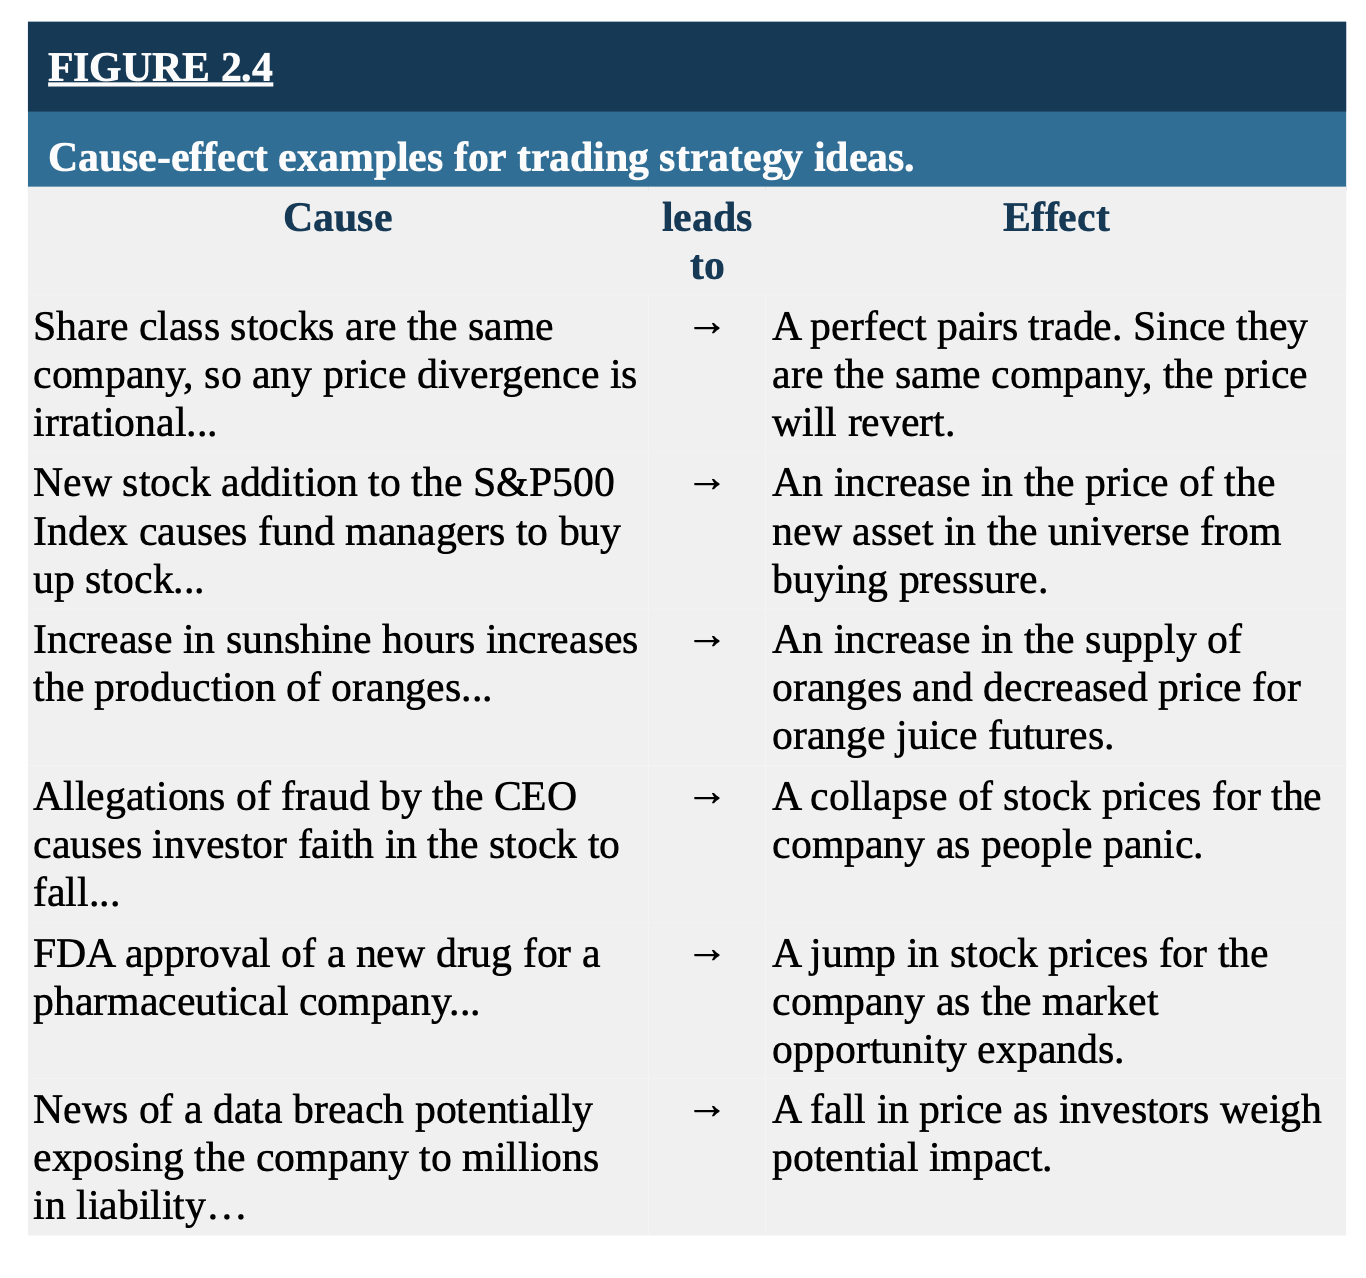 FIGURE 2.4
Cause-effect examples for trading strategy ideas.
Cause
leads
to
Effect
Share class stocks are the same
company, so any price divergence is
irrational...
→
A perfect pairs trade. Since they
are the same company, the price
will revert.
New stock addition to the S&P500
Index causes fund managers to buy
up stock...
→
An increase in the price of the
new asset in the universe from
buying pressure.
Increase in sunshine hours increases
the production of oranges...
→
An increase in the supply of
oranges and decreased price for
orange juice futures.
Allegations of fraud by the CEO
causes investor faith in the stock to
fall...
→
A collapse of stock prices for the
company as people panic.
FDA approval of a new drug for a
pharmaceutical company...
→
A jump in stock prices for the
company as the market
opportunity expands.
News of a data breach potentially
exposing the company to millions
in liability…
→
A fall in price as investors weigh
potential impact.